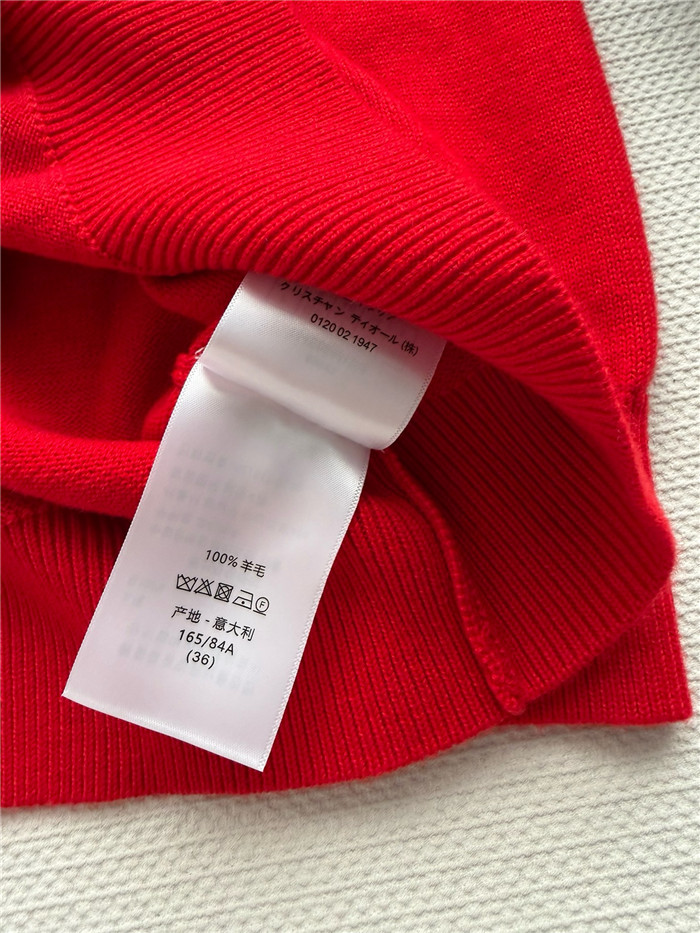 クリスチャン ディオール (株)
0120 02 1947
100% 羊毛
F
产地 - 意大利
165/84A
(36)